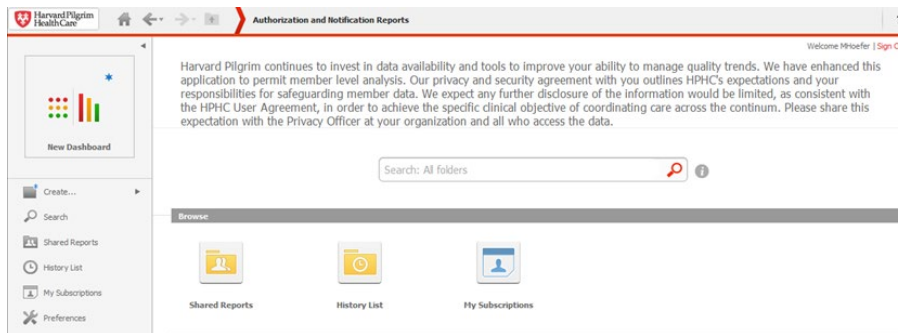 Harvard Pilgrim
HealthCare
Authorization and Notification Reports
Welcome MHoefer | Sign
Harvard Pilgrim continues to invest in data availability and tools to improve your ability to manage quality trends. We have enhanced this
application to permit member level analysis. Our privacy and security agreement with you outlines HPHC's expectations and your
responsibilities for safeguarding member data. We expect any further disclosure of the information would be limited, as consistent with
the HPHC User Agreement, in order to achieve the specific clinical objective of coordinating care across the continum. Please share this
expectation with the Privacy Officer at your organization and all who access the data.
New Dashboard
Search: All folders
Create...
Search
Shared Reports
History List
My Subscriptions
Preferences
Browse
Shared Reports
History List
My Subscriptions